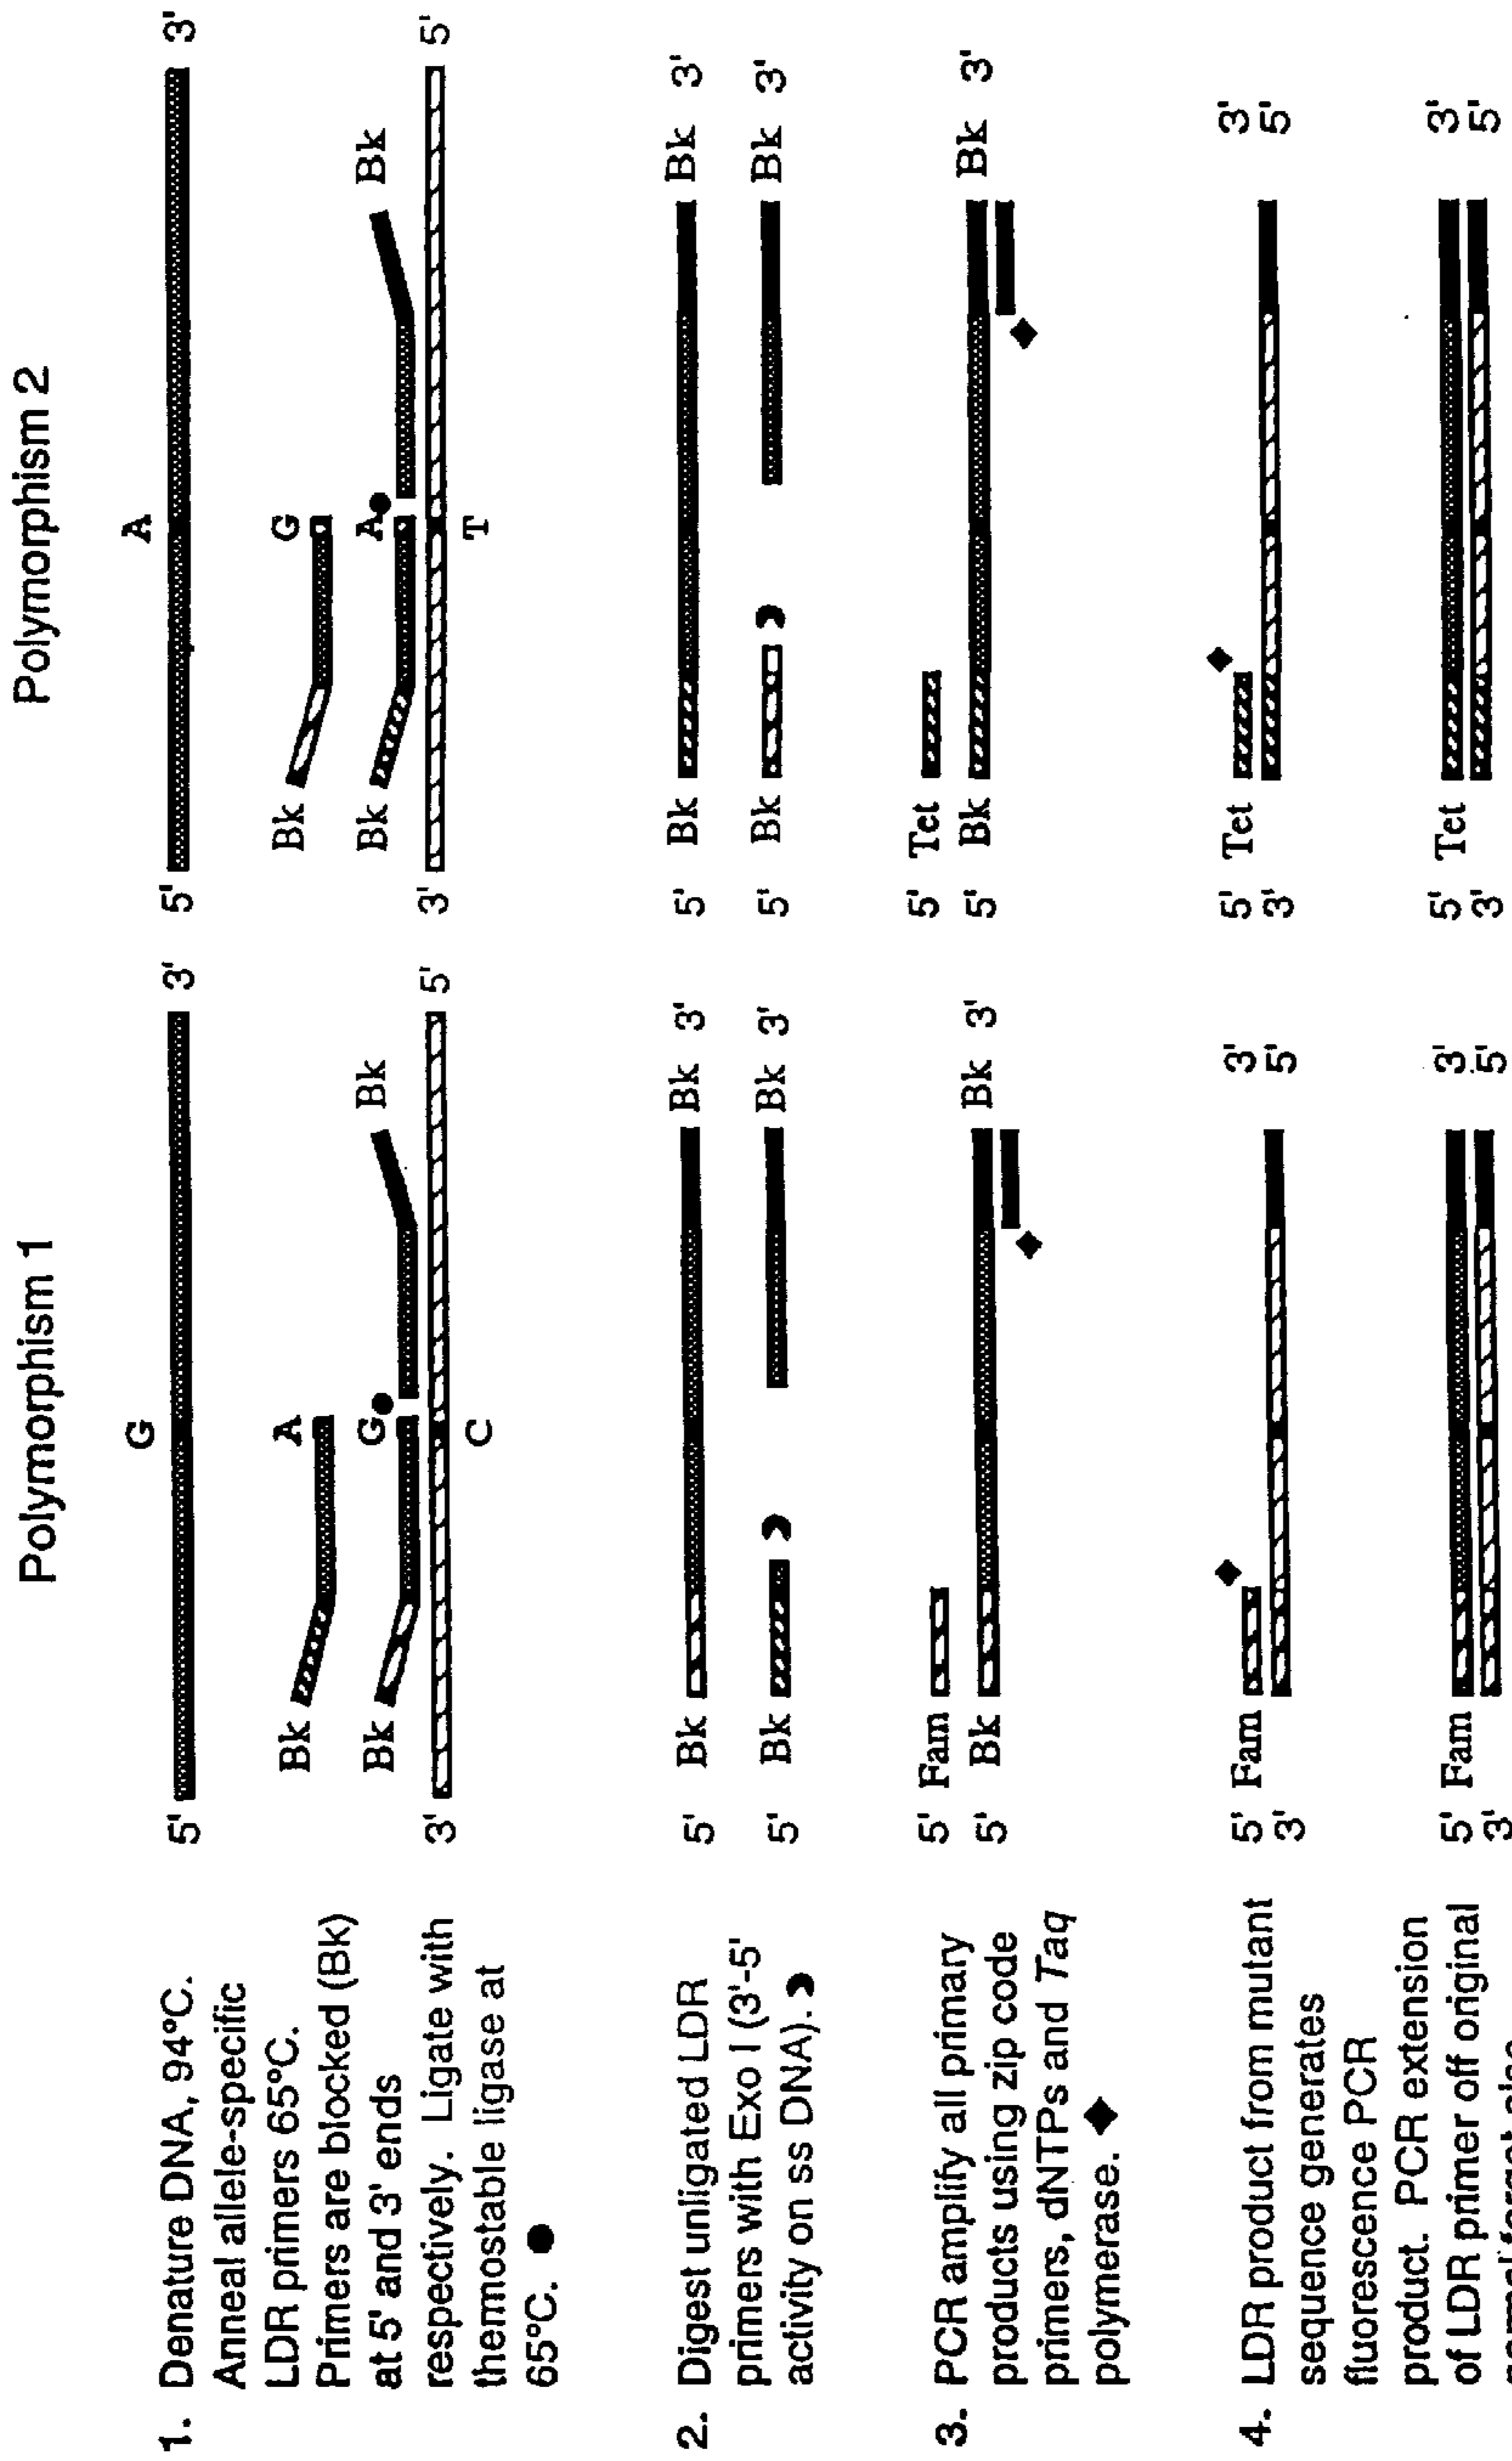 Polymorphism 1
Polymorphism 2
1. Denature DNA, 94°C.
Anneal allele-specific
LDR primers 65°C.
Primers are blocked (Bk)
at 5' and 3' ends
respectively. Ligate with
thermostable ligase at
65°C. ●
5' G 3'
Bk A
Bk G Bk
3' C 5'
5' A 3'
Bk G
Bk A Bk
3' T 5'
2. Digest unligated LDR
primers with Exo I (3'-5'
activity on ss DNA).
5' Bk Bk 3'
5' Bk Bk 3'
5' Bk Bk 3'
5' Bk Bk 3'
3. PCR amplify all primary
products using zip code
primers, dNTPs and Taq
polymerase. ◆
5' Fam
5' Bk Bk 3'
5' Tet
5' Bk Bk 3'
4. LDR product from mutant
sequence generates
fluorescence PCR
product. PCR extension
of LDR primer off original
5' Fam 3'
3' 5'
5' Tet 3'
3' 5'
5' Fam 3'
3' 5'
5' Tet 3'
3' 5'